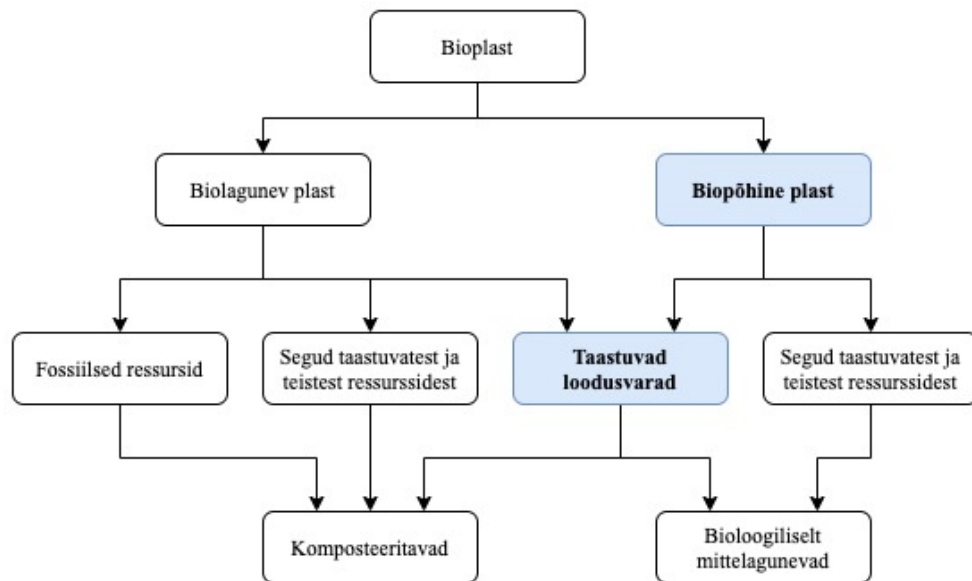 Bioplast
Biolagunev plast
Biopõhine plast
Fossiilsed ressursid
Segud taastuvatest ja
teistest ressurssidest
Taastuvad
loodusvarad
Segud taastuvatest ja
teistest ressurssidest
Komposteeritavad
Bioloogiliselt
mittelagunevad